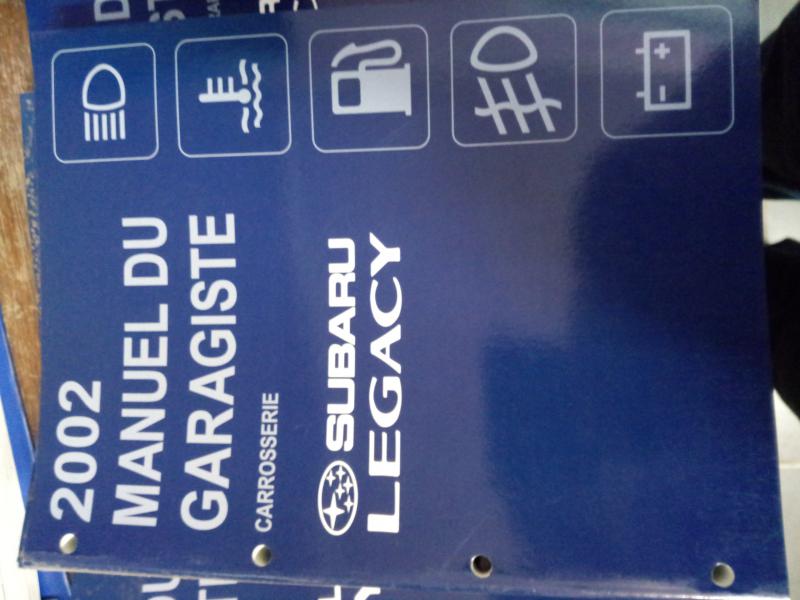 2002
MANUEL DU
GARAGISTE
CARROSSERIE
SUBARU
LEGACY